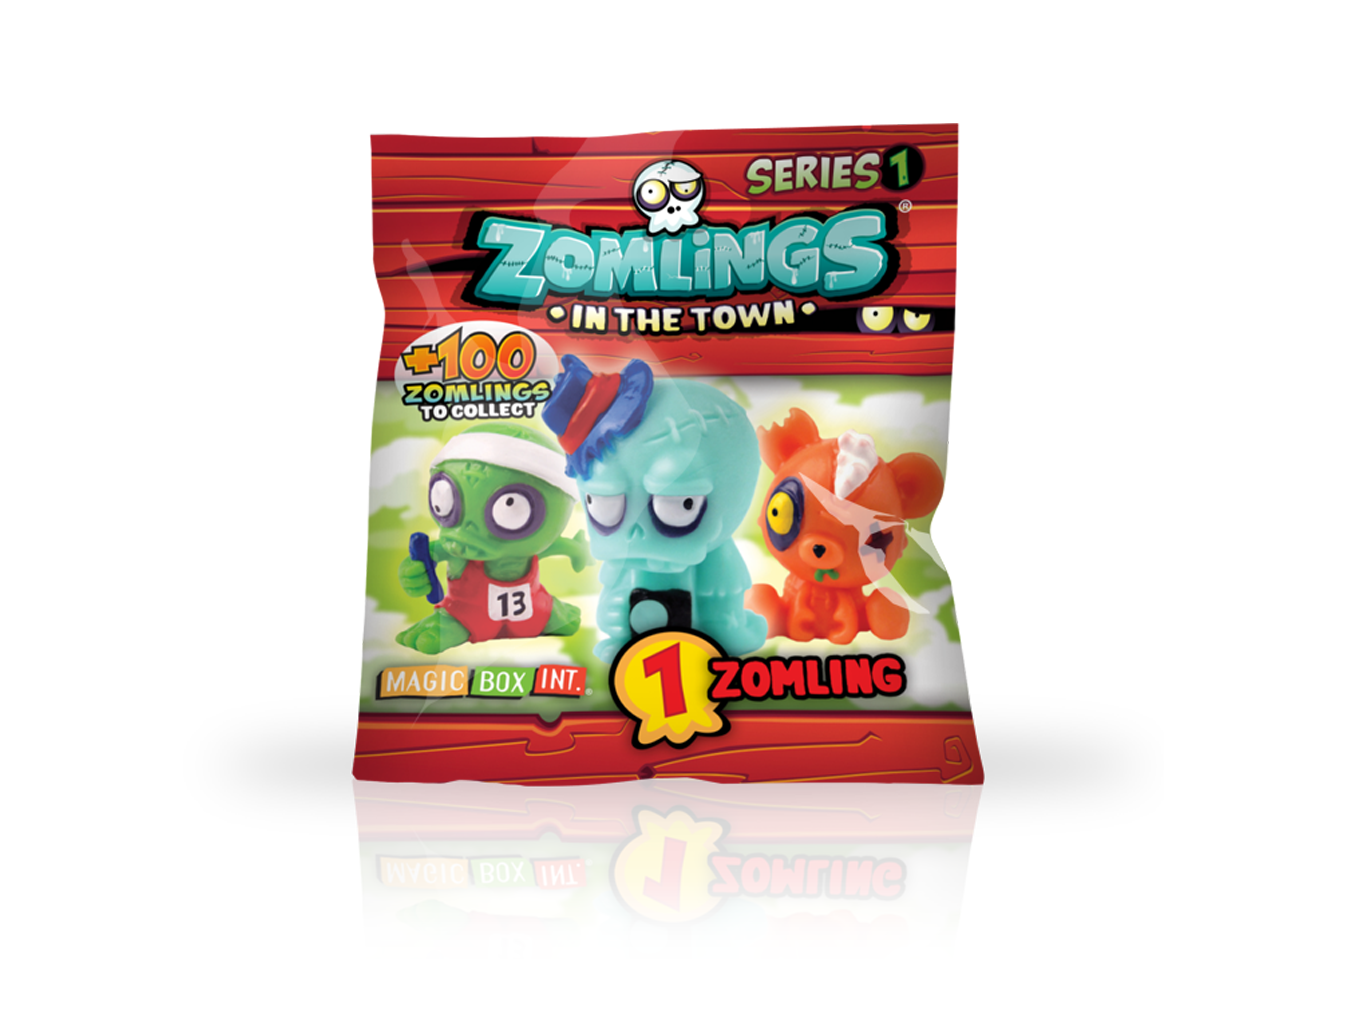 SERIES 1
ZOMLiNGS®
• IN THE TOWN •
+100
ZOMLINGS
TO COLLECT
13
MAGIC BOX INT.®
1 ZOMLING